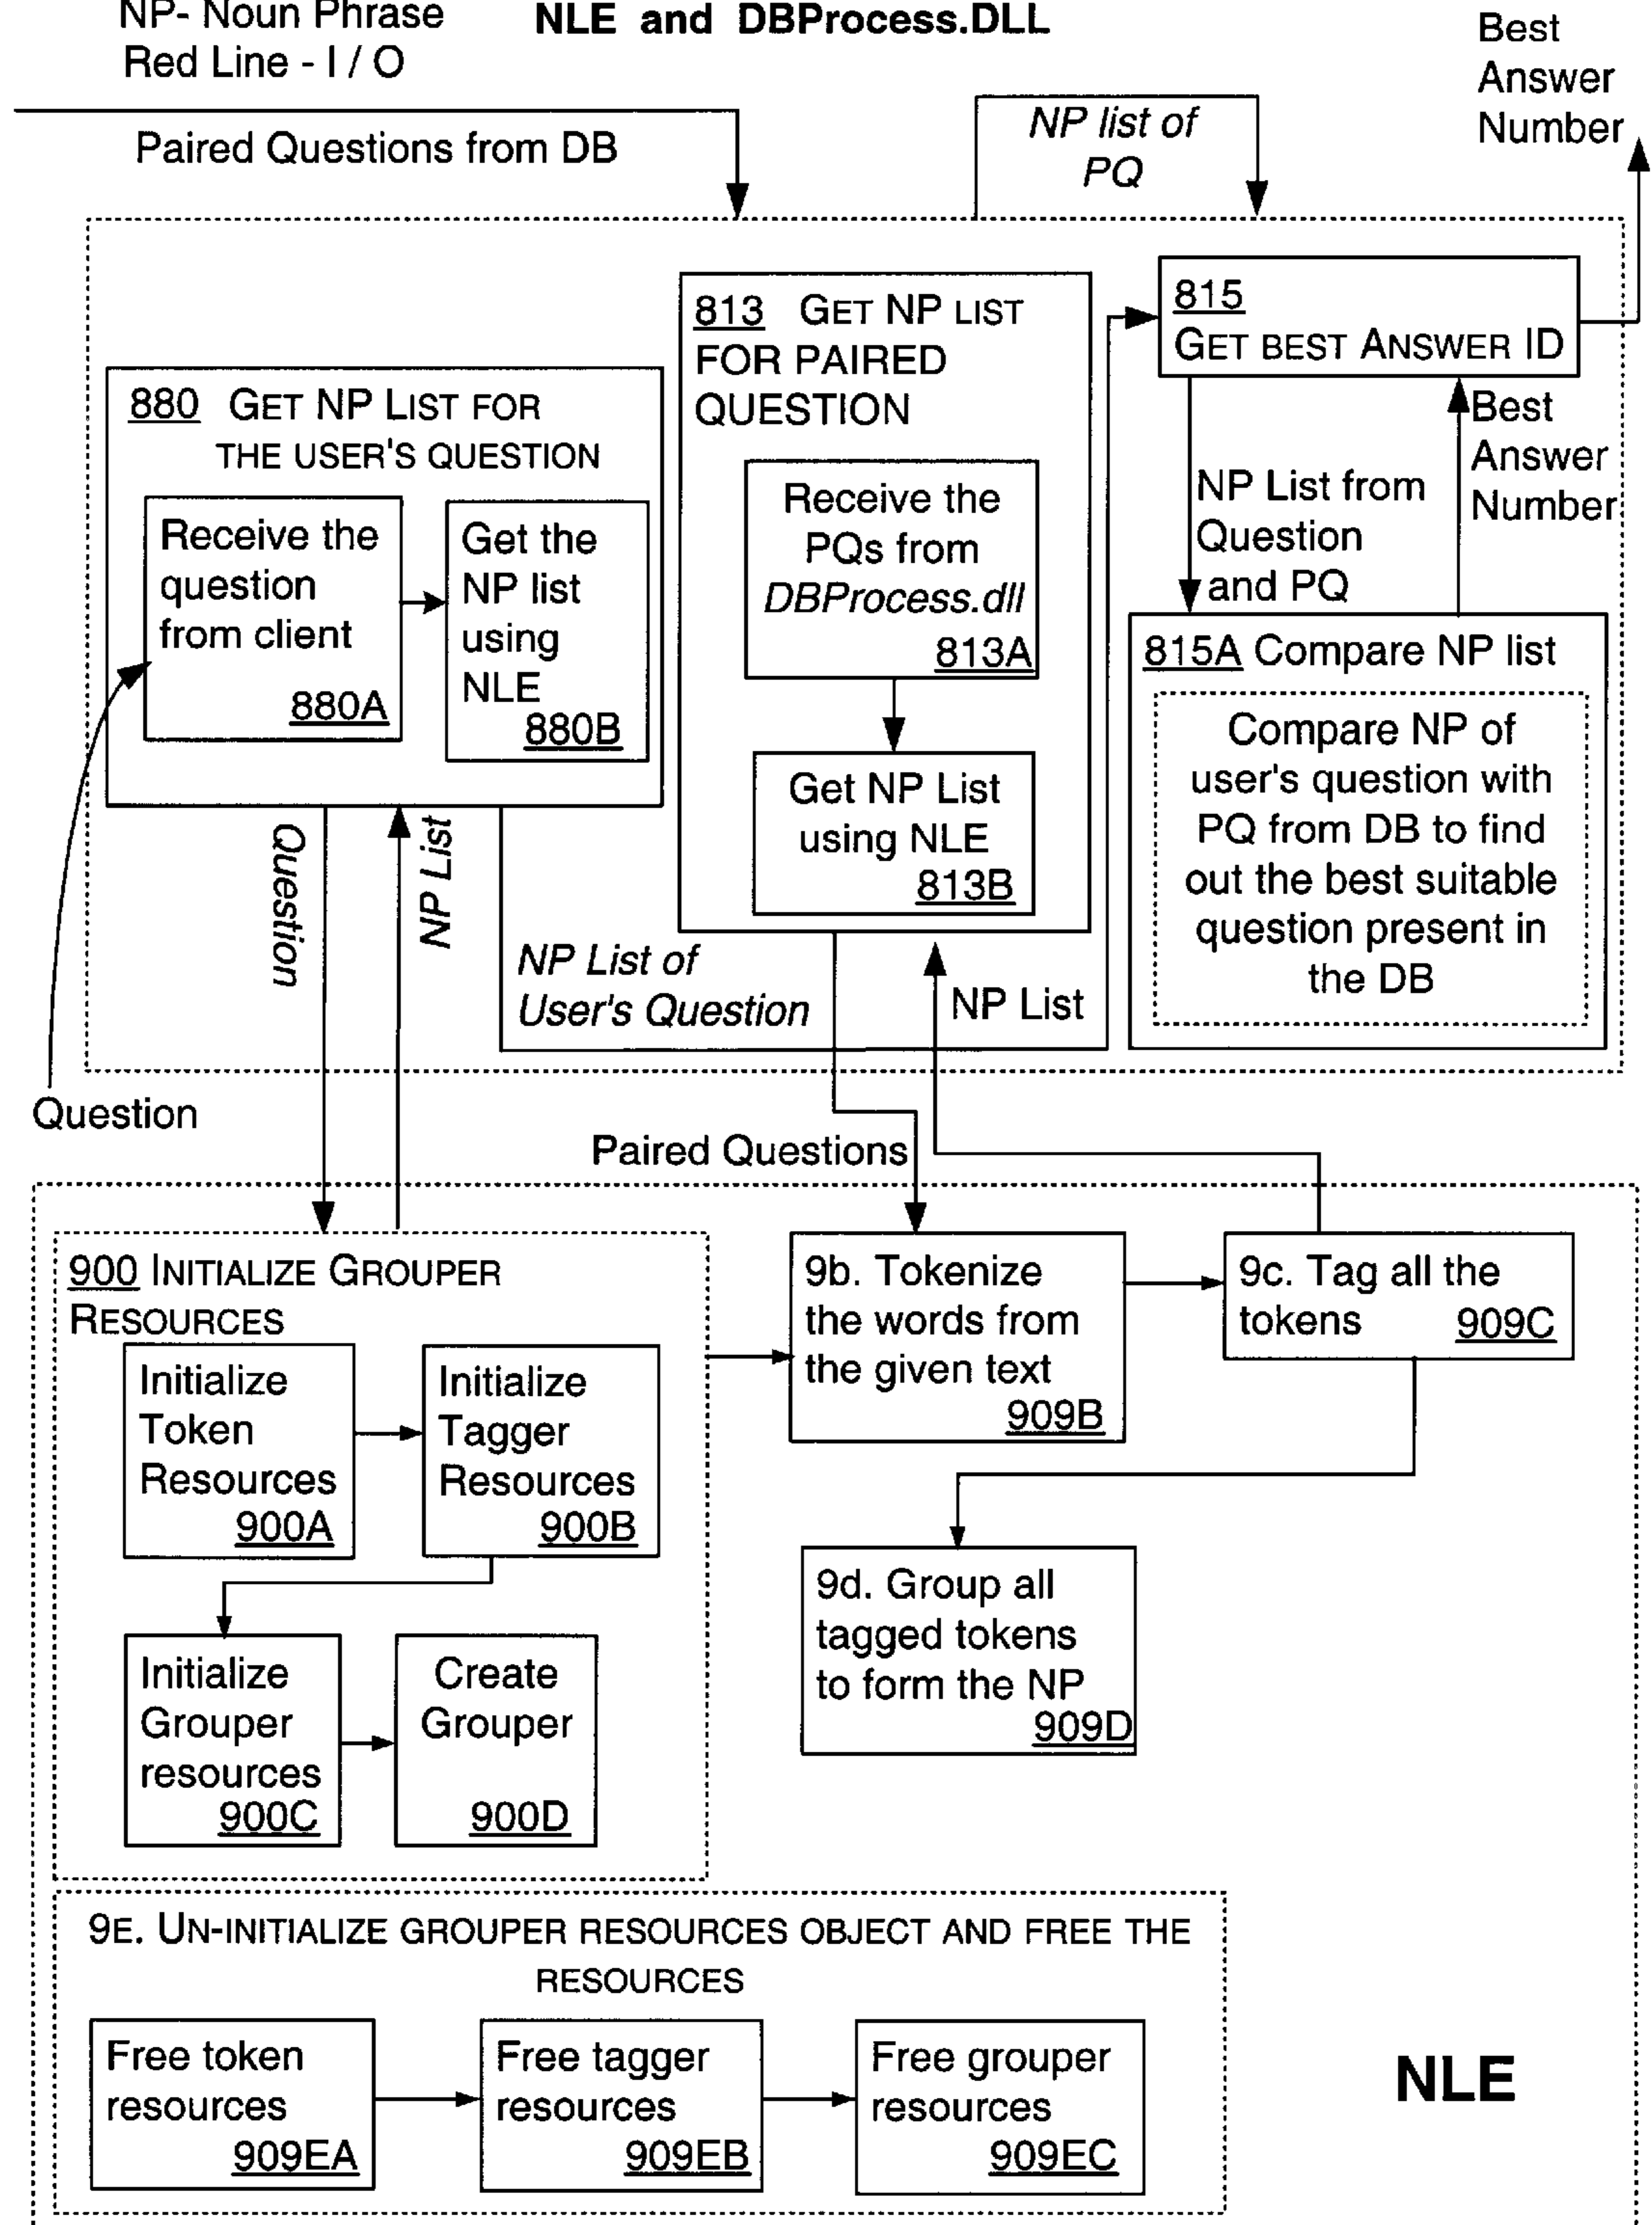 NP- Noun Phrase
NLE and DBProcess.DLL
Red Line - I / O
Best
Answer
Number
Paired Questions from DB
NP list of
PQ
813 GET NP LIST
FOR PAIRED
QUESTION
815
GET BEST ANSWER ID
880 GET NP LIST FOR
THE USER'S QUESTION
Receive the
question
from client
880A
Get the
NP list
using
NLE
880B
Receive the
PQs from
DBProcess.dll
813A
Get NP List
using NLE
813B
NP List from
Question
and PQ
Best
Answer
Number
815A Compare NP list
Compare NP of
user's question with
PQ from DB to find
out the best suitable
question present in
the DB
Question
NP List
NP List of
User's Question
NP List
Question
Paired Questions
900 INITIALIZE GROUPER
RESOURCES
Initialize
Token
Resources
900A
Initialize
Tagger
Resources
900B
Initialize
Grouper
resources
900C
Create
Grouper
900D
9b. Tokenize
the words from
the given text
909B
9c. Tag all the
tokens 909C
9d. Group all
tagged tokens
to form the NP
909D
9E. UN-INITIALIZE GROUPER RESOURCES OBJECT AND FREE THE
RESOURCES
Free token
resources
909EA
Free tagger
resources
909EB
Free grouper
resources
909EC
NLE